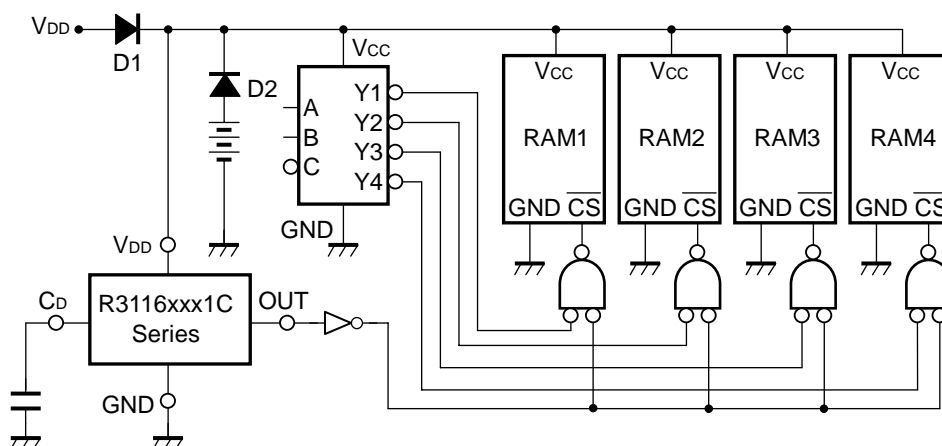 VDD
D1
VCC
D2
A
B
C
Y1
Y2
Y3
Y4
GND
VCC
RAM1
GND CS
VCC
RAM2
GND CS
VCC
RAM3
GND CS
VCC
RAM4
GND CS
VDD
CD
R3116xxx1C
Series
OUT
GND